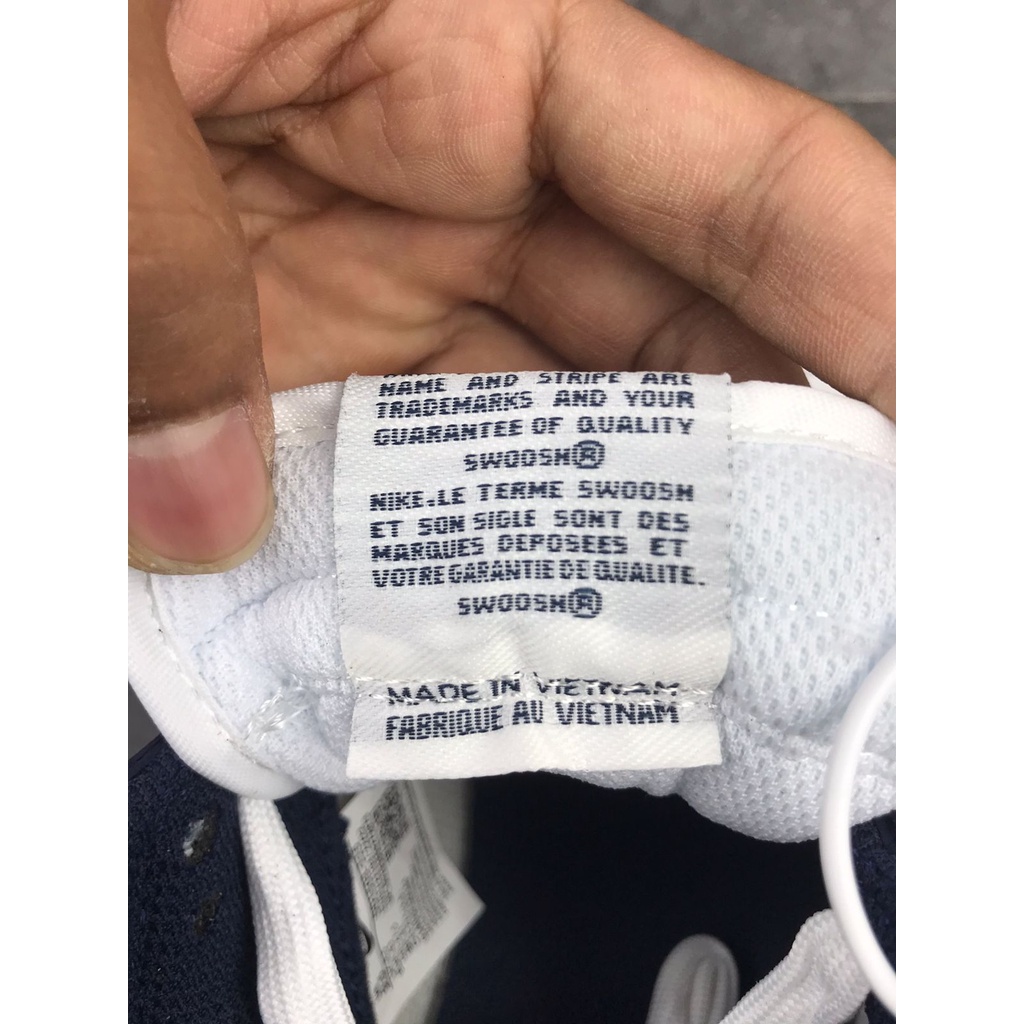 NAME AND STRIPE ARE
TRADEMARKS AND YOUR
GUARANTEE OF QUALITY
SWOOSH®
NIKE.LE TERME SWOOSH
ET SON SIGLE SONT DES
MARQUES DEPOSEES ET
VOTRE GARANTIE DE QUALITE.
SWOOSH®
MADE IN VIETNAM
FABRIQUE AU VIETNAM